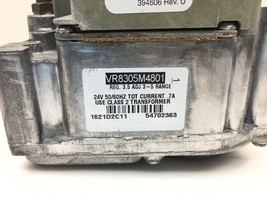 394606 Rev. U
VR8305M4801 1
REG. 3.5 ADJ 3-5 RANGE
24V 50/60HZ TOT CURRENT .7A
USE CLASS 2 TRANSFORMER
1621D2C11 54702363